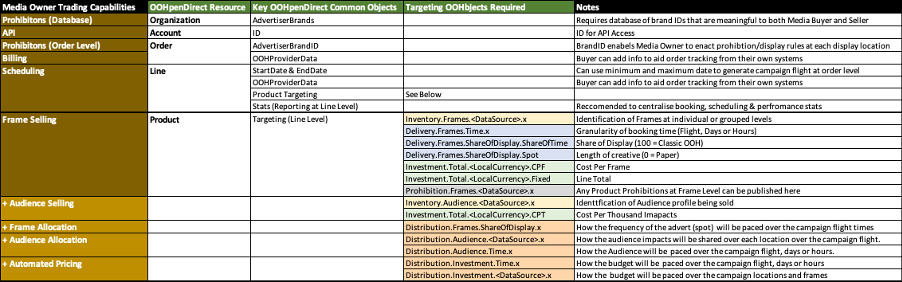 Media Owner Trading Capabilities OOHpenDirect Resource Key OOHpenDirect Common Objects Targeting OOHbjects Required Notes
Prohibitons (Database) Organization AdvertiserBrands Requires database of brand IDs that are meaningful to both Media Buyer and Seller
API Account ID ID for API Access
Prohibitons (Order Level) Order AdvertiserBrandID BrandID enabels Media Owner to enact prohibtion/display rules at each display location
Billing OOHProviderData Buyer can add info to aid order tracking from their own systems
Scheduling Line StartDate & EndDate Can use minimum and maximum date to generate campaign flight at order level
OOHProviderData Buyer can add info to aid order tracking from their own systems
Product Targeting See Below
Stats (Reporting at Line Level) Reccomended to centralise booking, scheduling & perfromance stats
Frame Selling Product Targeting (Line Level) Inventory.Frames.<DataSource>.x Identification of Frames at individual or grouped levels
Delivery.Frames.Time.x Granularity of booking time (Flight, Days or Hours)
Delivery.Frames.ShareOfDisplay.ShareOfTime Share of Display (100 = Classic OOH)
Delivery.Frames.ShareOfDisplay.Spot Length of creative (0 = Paper)
Investment.Total.<LocalCurrency>.CPF Cost Per Frame
Investment.Total.<LocalCurrency>.Fixed Line Total
Prohibition.Frames.<DataSource>.x Any Product Prohibitions at Frame Level can be published here
+ Audience Selling Inventory.Audience.<DataSource>.x Identtfication of Audience profile being sold
Investment.Total.<LocalCurrency>.CPT Cost Per Thousand Imapacts
+ Frame Allocation Distribution.Frames.ShareOfDisplay.x How the frequency of the advert (spot) will be paced over the campaign flight times
+ Audience Allocation Distribution.Audience.<DataSource>.x How the audience impacts will be shared over each location over the campaign flight.
Distribution.Audience.Time.x How the Audience will be paced over the campaign flight, days or hours.
+ Automated Pricing Distribution.Investment.Time.x How the budget will be paced over the campaign flight, days or hours
Distribution.Investment.<DataSource>.x How the budget will be paced over the campaign locations and frames